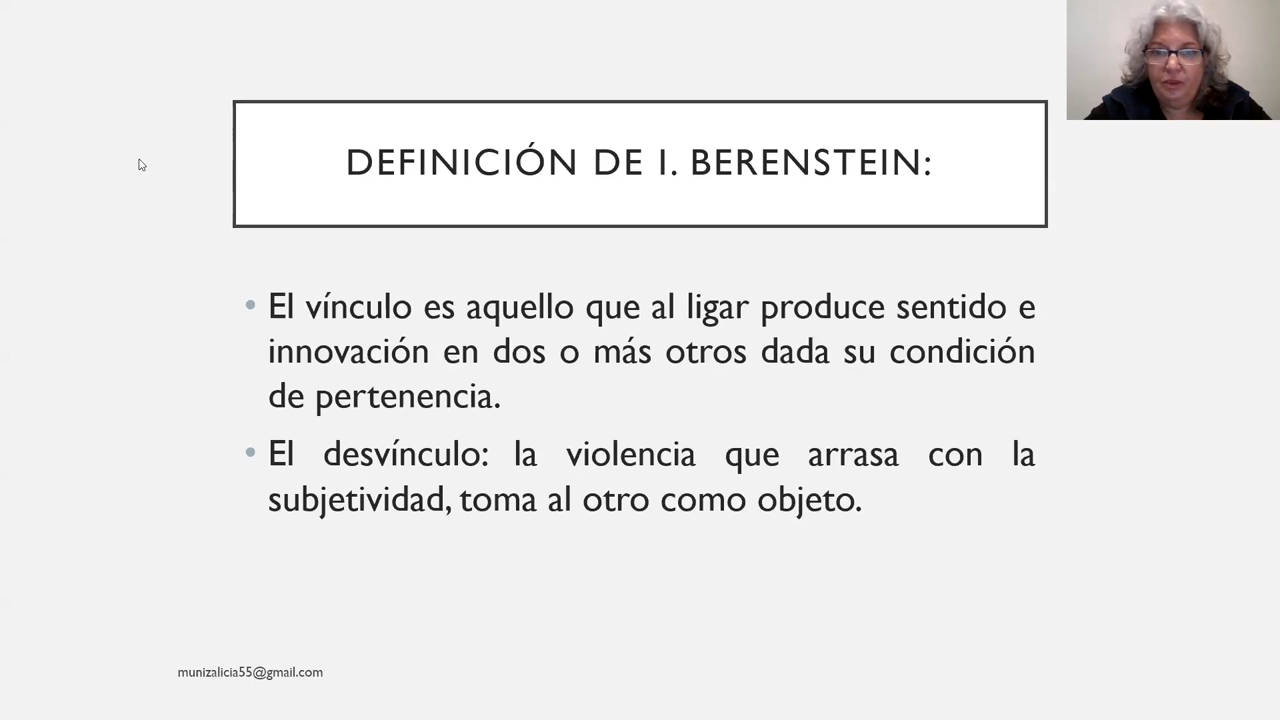 DEFINICIÓN DE I. BERENSTEIN:
• El vínculo es aquello que al ligar produce sentido e
innovación en dos o más otros dada su condición
de pertenencia.
• El desvínculo: la violencia que arrasa con la
subjetividad, toma al otro como objeto.
munizalicia55@gmail.com